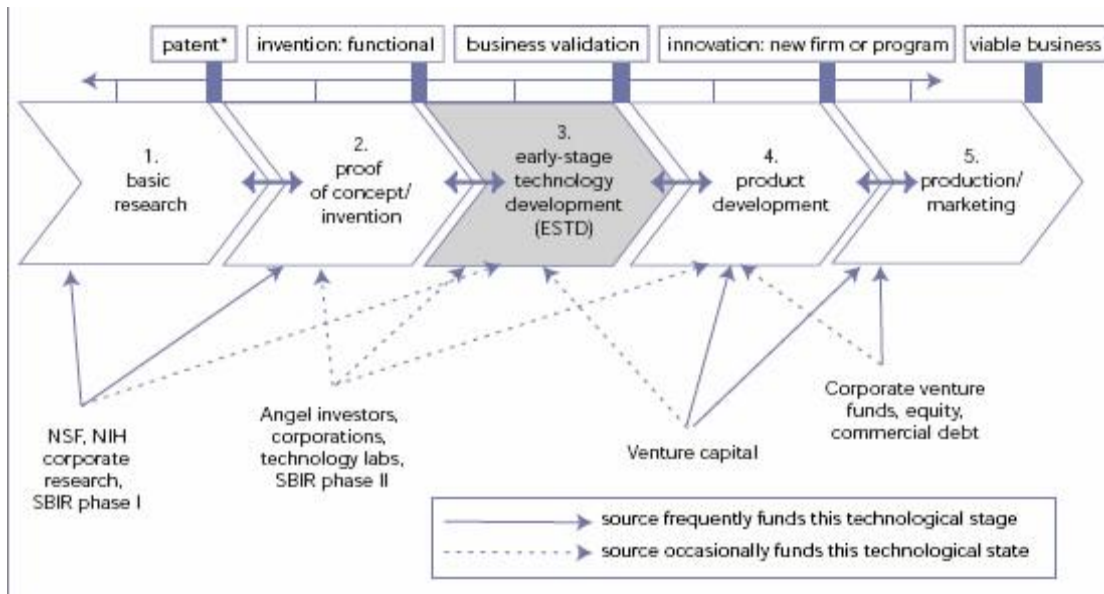 patent*
invention: functional
business validation
innovation: new firm or program
viable business
1.
basic
research
2.
proof
of concept/
invention
3.
early-stage
technology
development
(ESTD)
4.
product
development
5.
production/
marketing
NSF, NIH
corporate
research,
SBIR phase I
Angel investors,
corporations,
technology labs,
SBIR phase II
Venture capital
Corporate venture
funds, equity,
commercial debt
source frequently funds this technological stage
source occasionally funds this technological state